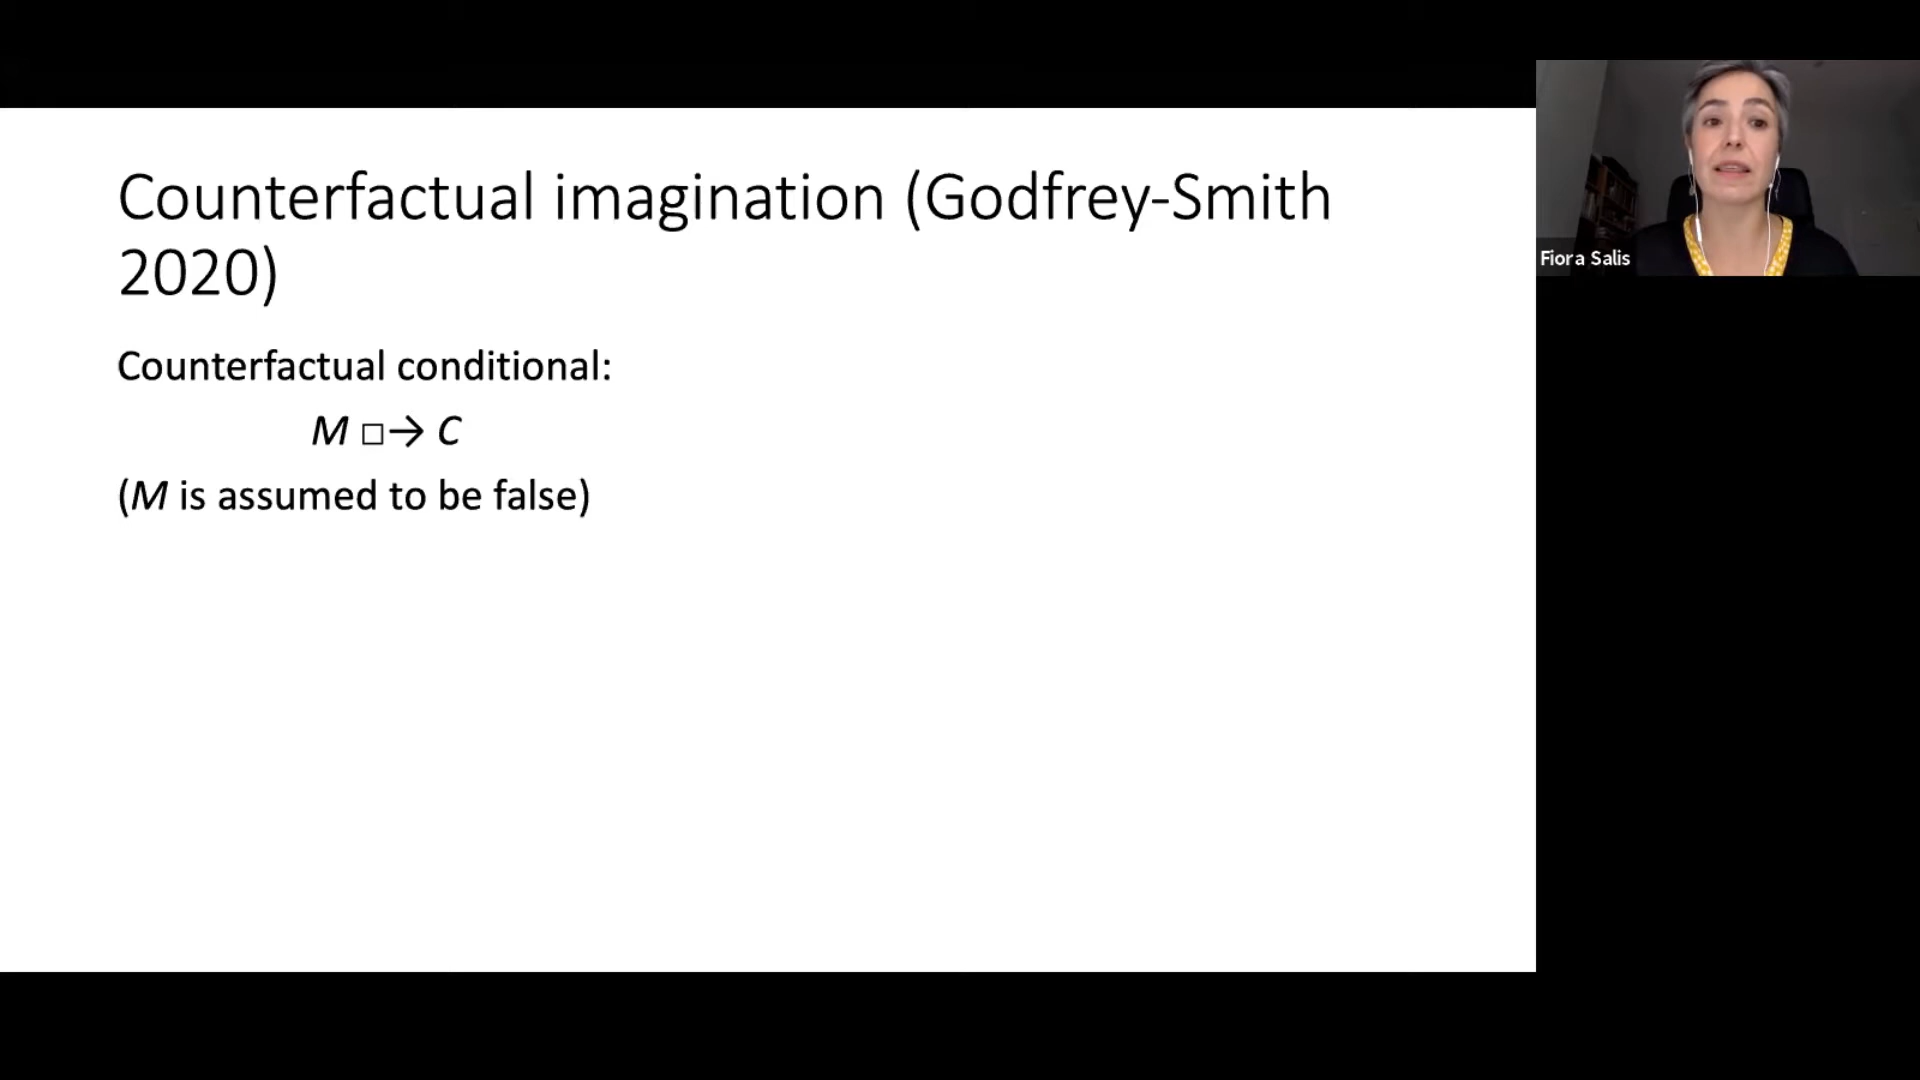 Counterfactual imagination (Godfrey-Smith
2020)
Counterfactual conditional:
M □→ C
(M is assumed to be false)
Fiora Salis